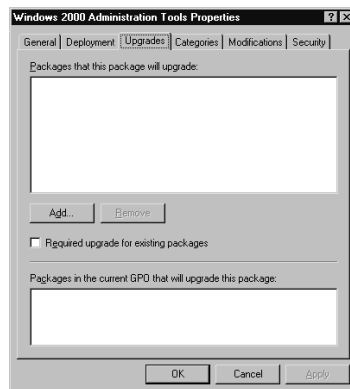 Windows 2000 Administration Tools Properties
General Deployment Upgrades Categories Modifications Security
Packages that this package will upgrade:
Add... Remove
Required upgrade for existing packages
Packages in the current GPO that will upgrade this package:
OK Cancel Apply